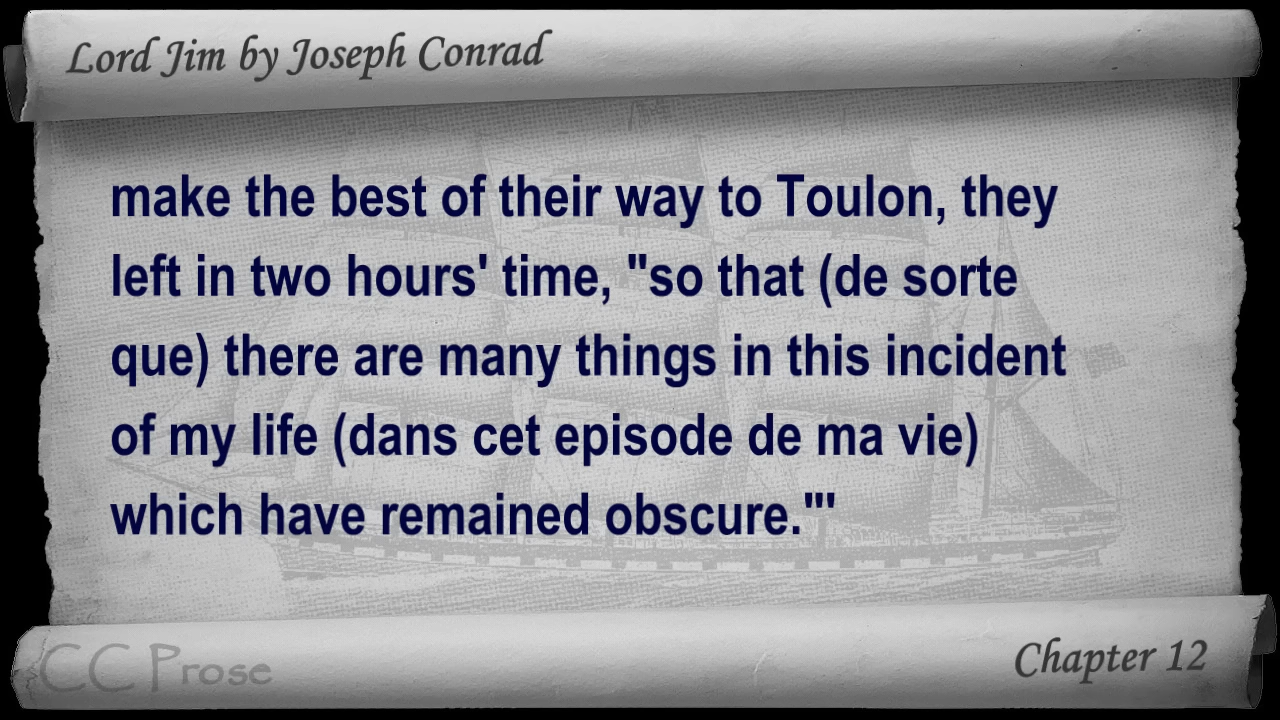 Lord Jim by Joseph Conrad
make the best of their way to Toulon, they
left in two hours' time, "so that (de sorte
que) there are many things in this incident
of my life (dans cet episode de ma vie)
which have remained obscure."'
CC Prose
Chapter 12